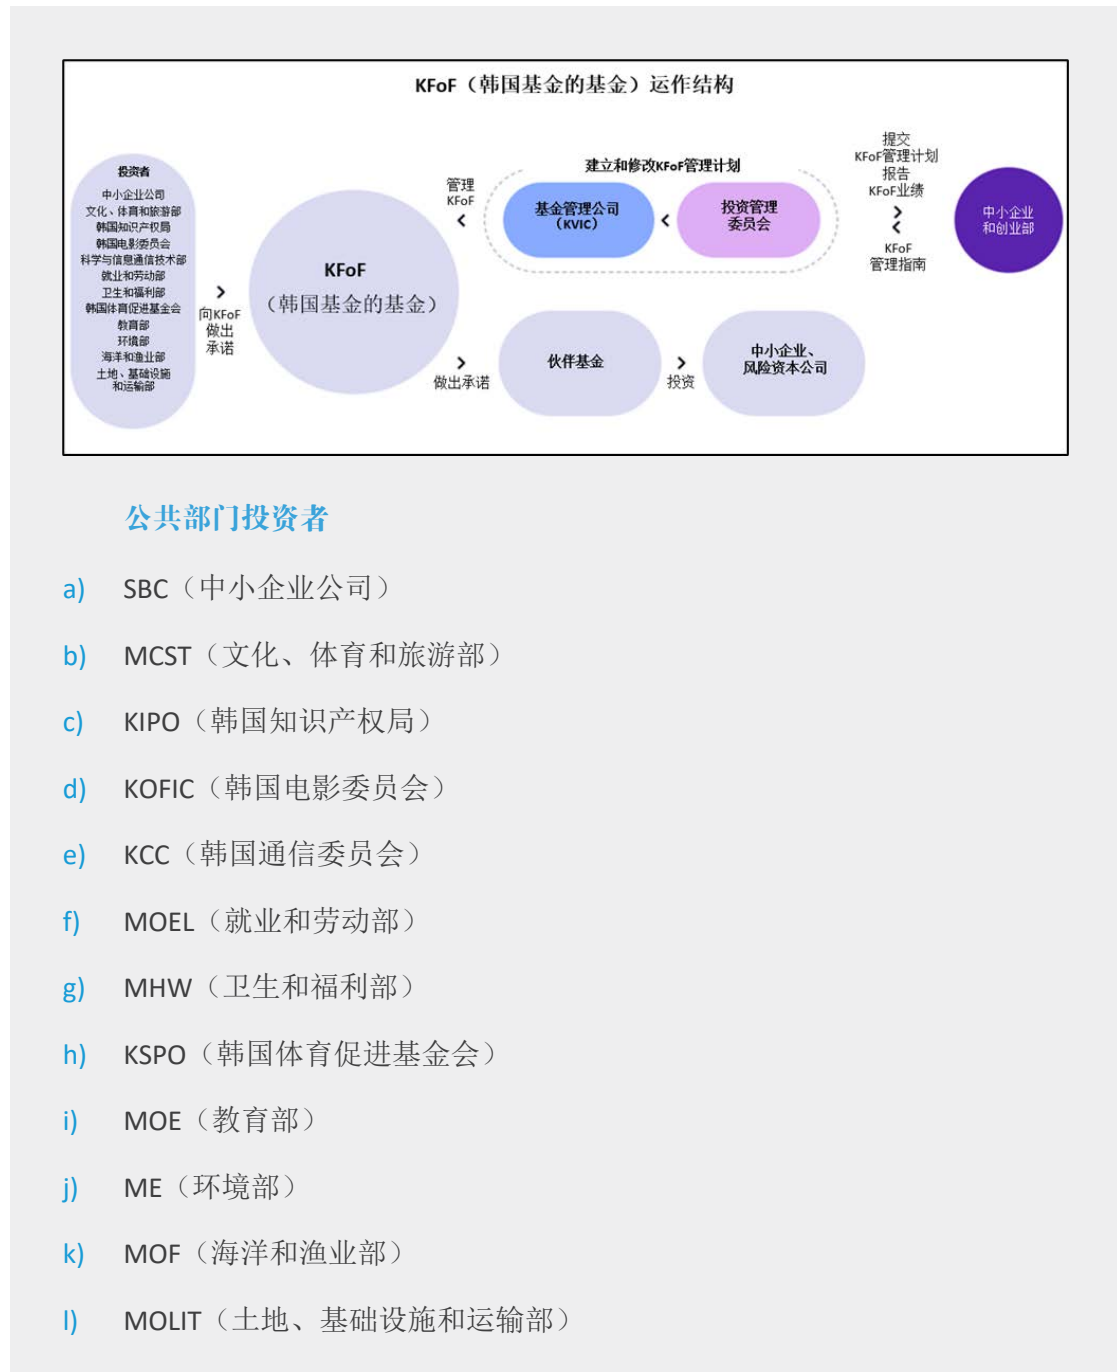 KFoF（韩国基金的基金）运作结构
投资者
中小企业公司
文化、体育和旅游部
韩国知识产权局
韩国电影委员会
科学与信息通信技术部
就业和劳动部
卫生和福利部
韩国体育促进基金会
教育部
环境部
海洋和渔业部
土地、基础设施
和运输部
向KFoF
做出
承诺
KFoF
（韩国基金的基金）
管理
KFoF
建立和修改KFoF管理计划
基金管理公司
（KVIC）
投资管理
委员会
提交
KFoF管理计划
报告
KFoF业绩
KFoF
管理指南
中小企业
和创业部
做出承诺
伙伴基金
投资
中小企业、
风险资本公司
公共部门投资者
a) SBC（中小企业公司）
b) MCST（文化、体育和旅游部）
c) KIPO（韩国知识产权局）
d) KOFIC（韩国电影委员会）
e) KCC（韩国通信委员会）
f) MOEL（就业和劳动部）
g) MHW（卫生和福利部）
h) KSPO（韩国体育促进基金会）
i) MOE（教育部）
j) ME（环境部）
k) MOF（海洋和渔业部）
l) MOLIT（土地、基础设施和运输部）